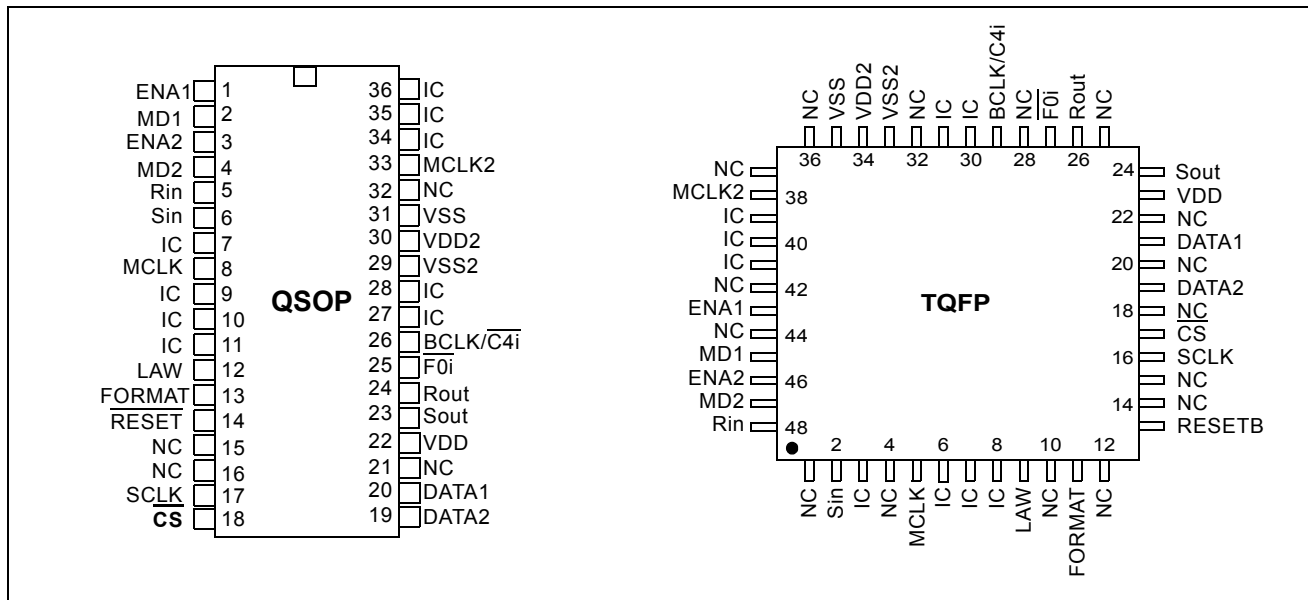 ENA1 1
MD1 2
ENA2 3
MD2 4
Rin 5
Sin 6
IC 7
MCLK 8
IC 9
IC 10
IC 11
LAW 12
FORMAT 13
RESET 14
NC 15
NC 16
SCLK 17
CS 18
QSOP
36 IC
35 IC
34 IC
33 MCLK2
32 NC
31 VSS
30 VDD2
29 VSS2
28 IC
27 IC
26 BCLK/C4i
25 F0i
24 Rout
23 Sout
22 VDD
21 NC
20 DATA1
19 DATA2
NC VSS VDD2 VSS2 NC IC IC BCLK/C4i NC F0i Rout NC
36 34 32 30 28 26
NC
MCLK2 38
IC
IC 40
IC
NC 42
ENA1
NC 44
MD1
ENA2 46
MD2
Rin 48
TQFP
24 Sout
VDD
22 NC
DATA1
20 NC
DATA2
18 NC
CS
16 SCLK
NC
14 NC
RESETB
2 4 6 8 10 12
NC Sin IC NC MCLK IC IC IC LAW NC FORMAT NC